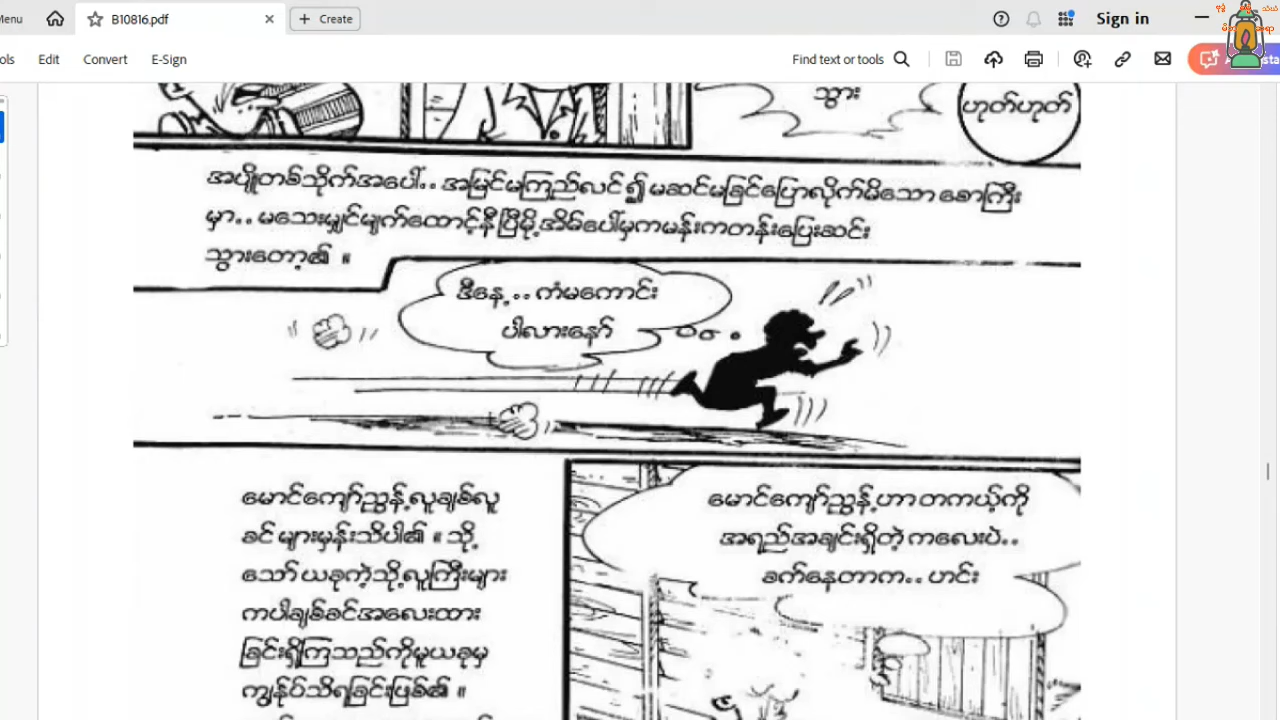 Menu
B10816.pdf
Create
Sign in
ols
Edit
Convert
E-Sign
Find text or tools
သွား
ဟုတ်ဟုတ်
အပျိုတစ်သိုက်အပေါ်.. အမြင်မကြည်လင်၍ မဆင်မခြင်ပြောလိုက်မိသော စောကြီး
မှာ.. မသေးမျှင်မျက်ထောင့်နီပြီမို့အိမ်ပေါ်မှကမန်းကတန်းပြေးဆင်း
သွားတော့၏ ။
ဒီနေ့.. ကံမကောင်း
ပါလားနော်
မောင်ကျော်ညွန့်လူချစ်လူ
ခင် များမှန်းသိပါ၏ ။ သို့
သော် ယခုကဲ့သို့လူကြီးများ
ကပါချစ်ခင်အလေးထား
ခြင်းရှိကြသည်ကိုမူယခုမှ
ကျွန်ုပ်သိရခြင်းဖြစ်၏ ။
မောင်ကျော်ညွန့်ဟာ တကယ့်ကို
အရည်အချင်းရှိတဲ့ ကလေးပဲ..
ခက်နေတာက.. ဟင်း